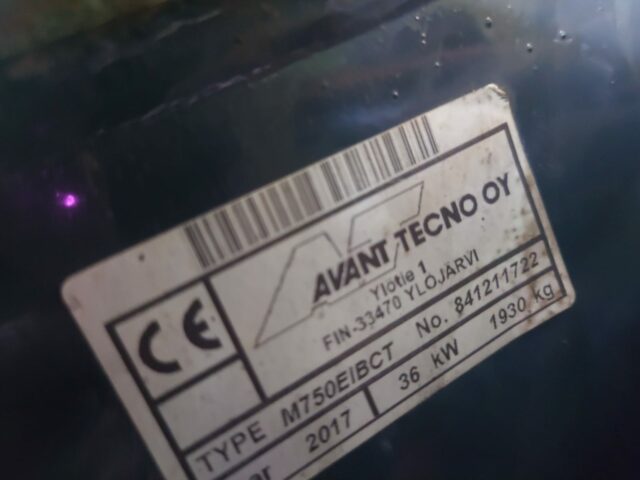 CE
AVANT TECNO OY
Ylötie 1
FIN-33470 YLÖJÄRVI
TYPE M750EIBCT No. 841211722
2017 36 kW 1930 kg